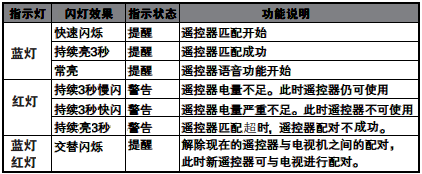 指示灯 闪灯效果 指示状态 功能说明
蓝灯 快速闪烁 提醒 遥控器匹配开始
持续亮3秒 提醒 遥控器匹配成功
常亮 提醒 遥控器语音功能开始
红灯 持续3秒慢闪 警告 遥控器电量不足。此时遥控器仍可使用
持续3秒快闪 警告 遥控器电量严重不足。此时遥控器不可使用
持续亮3秒 警告 遥控器匹配超时，遥控器配对不成功。
蓝灯 交替闪烁 提醒 解除现在的遥控器与电视机之间的配对，
红灯 此时新遥控器可与电视进行配对。